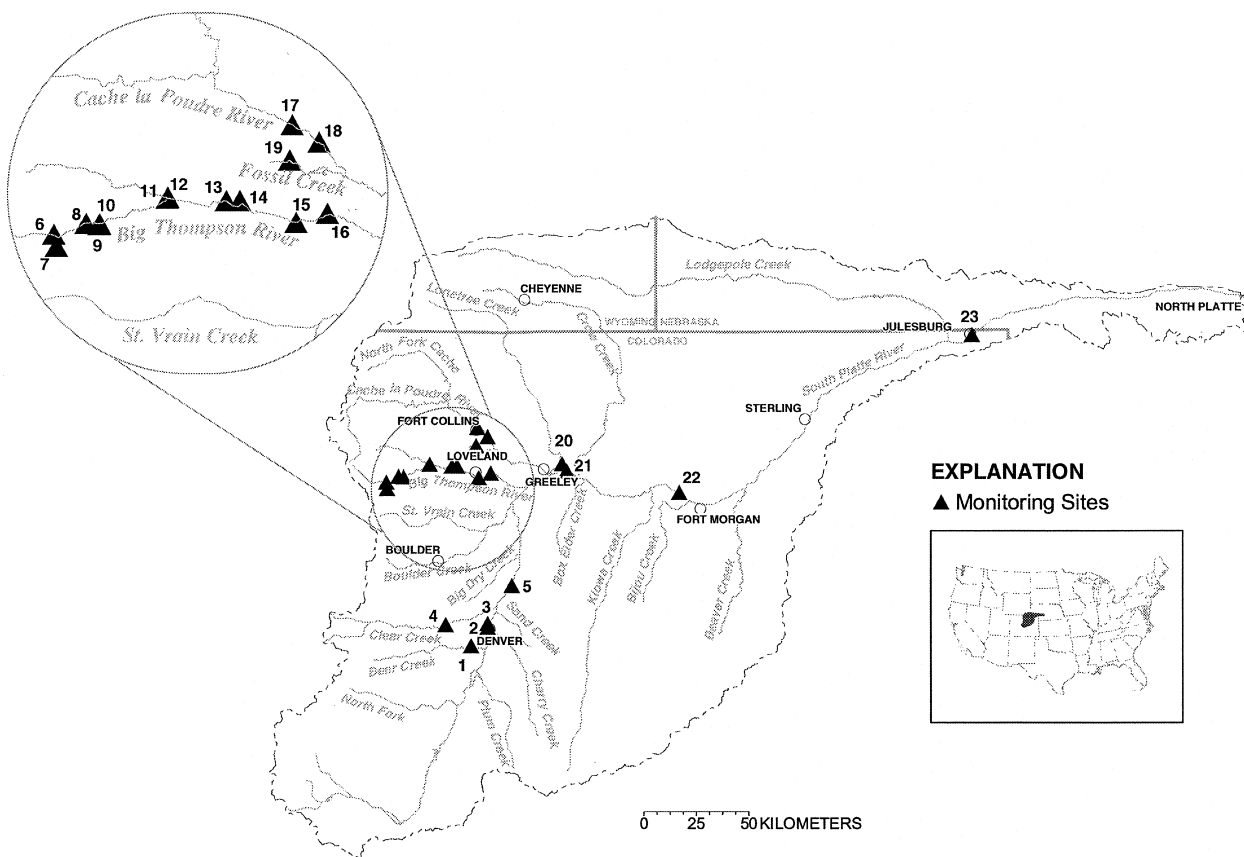 Cache la Poudre River
17
18
19
Fossil Creek
11
12
13
14
10
8
6
9
Big Thompson River
15
16
7
St. Vrain Creek
Lodgepole Creek
CHEYENNE
Lonetree Creek
Crow Creek
WYOMING
NEBRASKA
COLORADO
NORTH PLATTE
23
JULESBURG
North Fork Cache
South Platte River
Cache la Poudre River
STERLING
FORT COLLINS
LOVELAND
20
21
GREELEY
22
FORT MORGAN
Big Thompson River
St. Vrain Creek
BOULDER
Boulder Creek
Big Dry Creek
Box Elder Creek
Kiowa Creek
Bijou Creek
Beaver Creek
5
4
3
2
Sand Creek
Clear Creek
DENVER
1
Bear Creek
Cherry Creek
North Fork
Plum Creek
EXPLANATION
Monitoring Sites
0 25 50 KILOMETERS